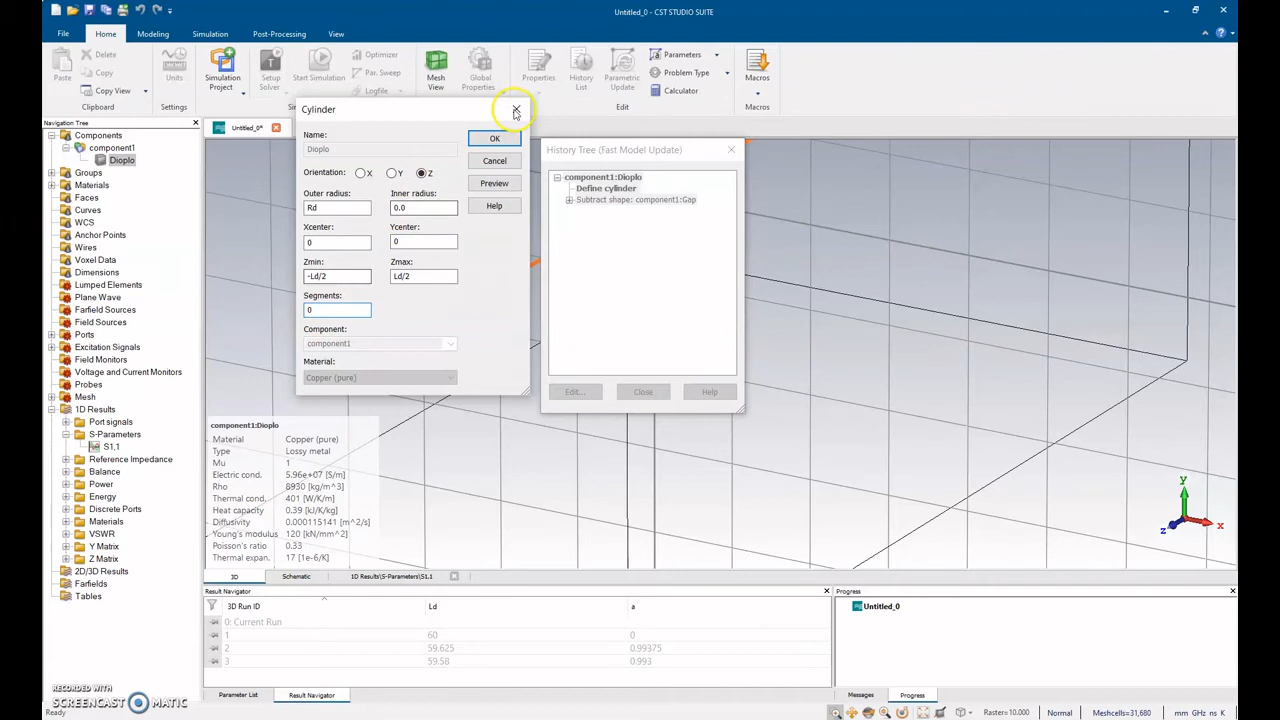 Untitled_0 - CST STUDIO SUITE
File
Home
Modeling
Simulation
Post-Processing
View
Paste
Delete
Copy
Copy View
Clipboard
Units
Settings
Simulation
Project
Setup
Solver
Start Simulation
Optimizer
Par. Sweep
Logfile
Simulation
Mesh
View
Global
Properties
Properties
History
List
Parametric
Update
Parameters
Problem Type
Calculator
Edit
Macros
Macros
Navigation Tree
Components
component1
Dioplo
Groups
Materials
Faces
Curves
WCS
Anchor Points
Wires
Voxel Data
Dimensions
Lumped Elements
Plane Wave
Farfield Sources
Field Sources
Ports
Excitation Signals
Field Monitors
Voltage and Current Monitors
Probes
Mesh
1D Results
Port signals
S-Parameters
S1,1
Reference Impedance
Balance
Power
Energy
Discrete Ports
Materials
VSWR
Y Matrix
Z Matrix
2D/3D Results
Farfields
Tables
Untitled_0*
Cylinder
Name:
Dioplo
Orientation:
X
Y
Z
Outer radius:
Inner radius:
Rd
0.0
Xcenter:
Ycenter:
0
0
Zmin:
Zmax:
-Ld/2
Ld/2
Segments:
0
Component:
component1
Material:
Copper (pure)
OK
Cancel
Preview
Help
History Tree (Fast Model Update)
component1:Dioplo
Define cylinder
Subtract shape: component1:Gap
Edit...
Close
Help
component1:Dioplo
Material Copper (pure)
Type Lossy metal
Mu 1
Electric cond. 5.96e+07 [S/m]
Rho 8930 [kg/m^3]
Thermal cond. 401 [W/K/m]
Heat capacity 0.39 [kJ/K/kg]
Diffusivity 0.000115141 [m^2/s]
Young's modulus 120 [kN/mm^2]
Poisson's ratio 0.33
Thermal expan. 17 [1e-6/K]
y
x
z
3D
Schematic
1D Results\S-Parameters\S1,1
Result Navigator
3D Run ID Ld a
0: Current Run
1 60 0
2 59.625 0.99375
3 59.58 0.993
Parameter List
Result Navigator
Progress
Untitled_0
Messages
Progress
RECORDED WITH
SCREENCAST MATIC
Ready
Raster=10.000
Normal
Meshcells=31,680
mm GHz ns K